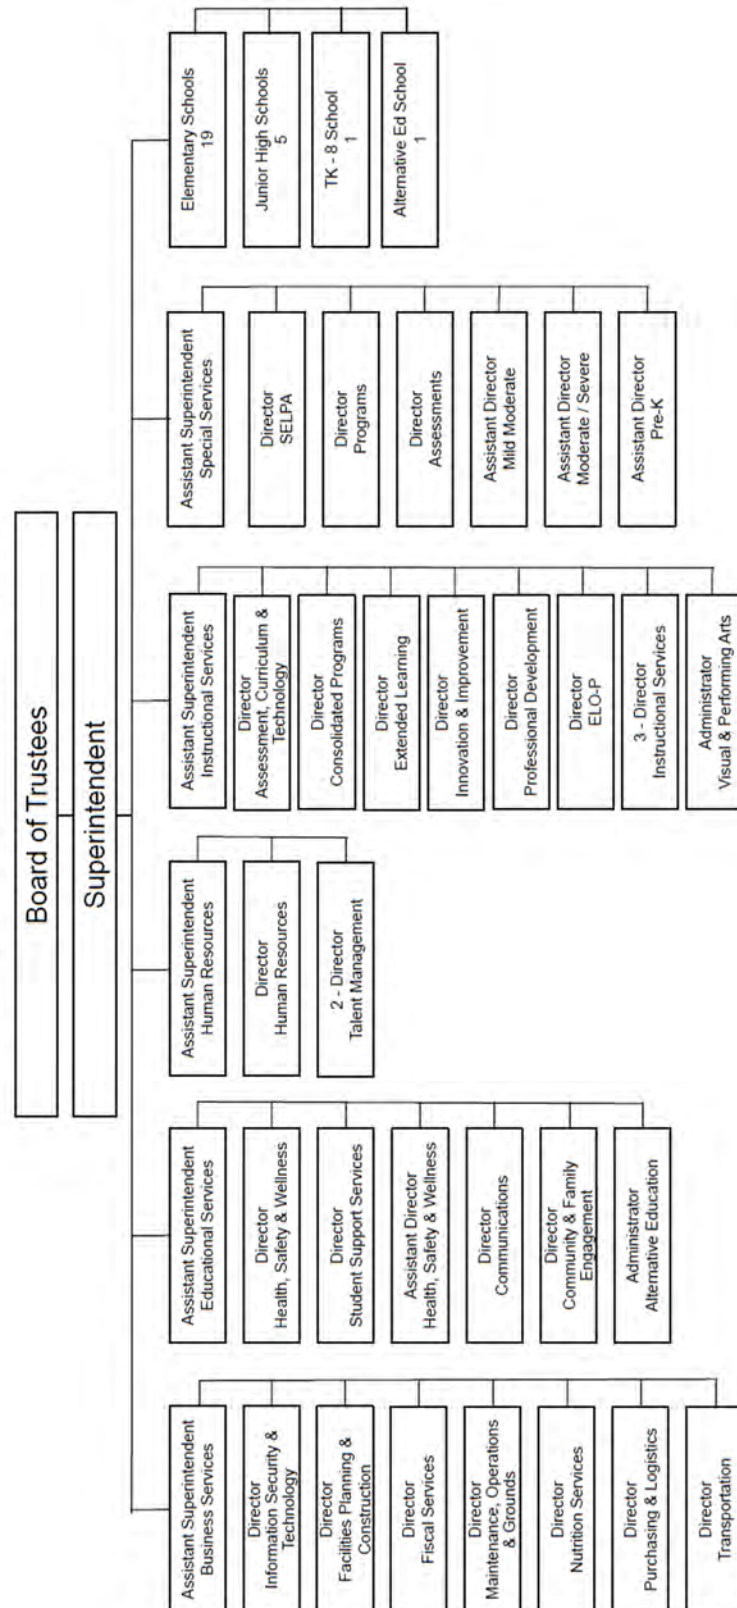 Board of Trustees
Superintendent
Assistant Superintendent
Business Services
Director
Information Security &
Technology
Director
Facilities Planning &
Construction
Director
Fiscal Services
Director
Maintenance, Operations
& Grounds
Director
Nutrition Services
Director
Purchasing & Logistics
Director
Transportation
Assistant Superintendent
Educational Services
Director
Health, Safety & Wellness
Director
Student Support Services
Assistant Director
Health, Safety & Wellness
Director
Communications
Director
Community & Family
Engagement
Administrator
Alternative Education
Assistant Superintendent
Human Resources
Director
Human Resources
2 - Director
Talent Management
Assistant Superintendent
Instructional Services
Director
Assessment, Curriculum &
Technology
Director
Consolidated Programs
Director
Extended Learning
Director
Innovation & Improvement
Director
Professional Development
Director
ELO-P
3 - Director
Instructional Services
Administrator
Visual & Performing Arts
Assistant Superintendent
Special Services
Director
SELPA
Director
Programs
Director
Assessments
Assistant Director
Mild Moderate
Assistant Director
Moderate / Severe
Assistant Director
Pre-K
Elementary Schools
19
Junior High Schools
5
TK - 8 School
1
Alternative Ed School
1